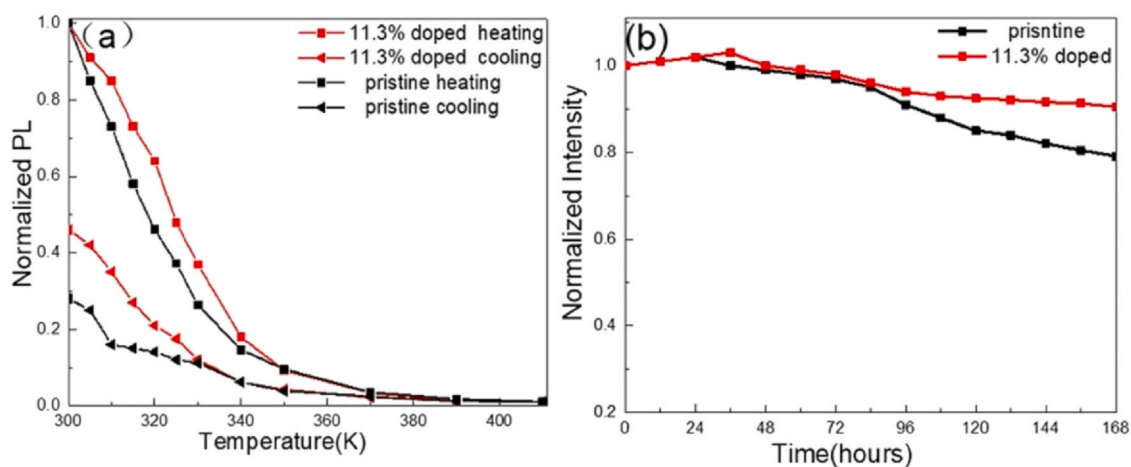 (a)
11.3% doped heating
11.3% doped cooling
pristine heating
pristine cooling
Normalized PL
1.0
0.8
0.6
0.4
0.2
0.0
300
320
340
360
380
400
Temperature(K)
(b)
prisntine
11.3% doped
Normalized Intensity
1.0
0.8
0.6
0.4
0.2
0
24
48
72
96
120
144
168
Time(hours)